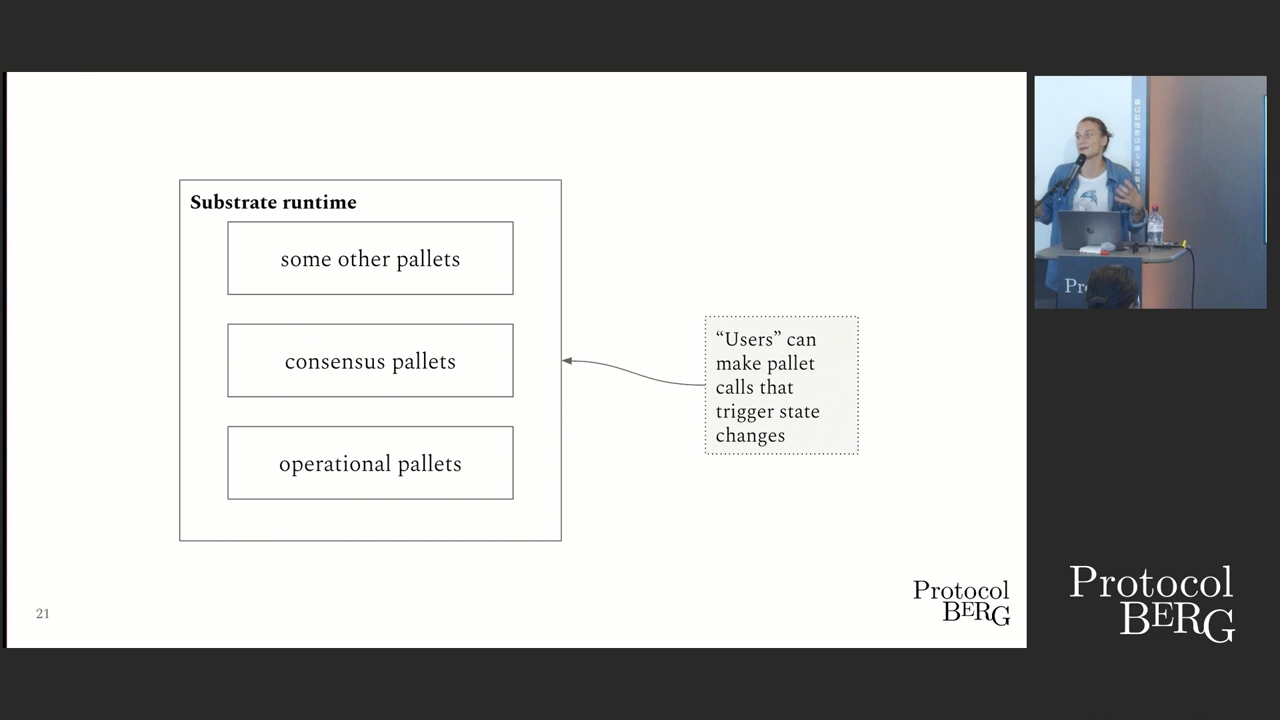 Substrate runtime
some other pallets
consensus pallets
operational pallets
“Users” can
make pallet
calls that
trigger state
changes
21
Protocol
BERG
Protocol
BERG